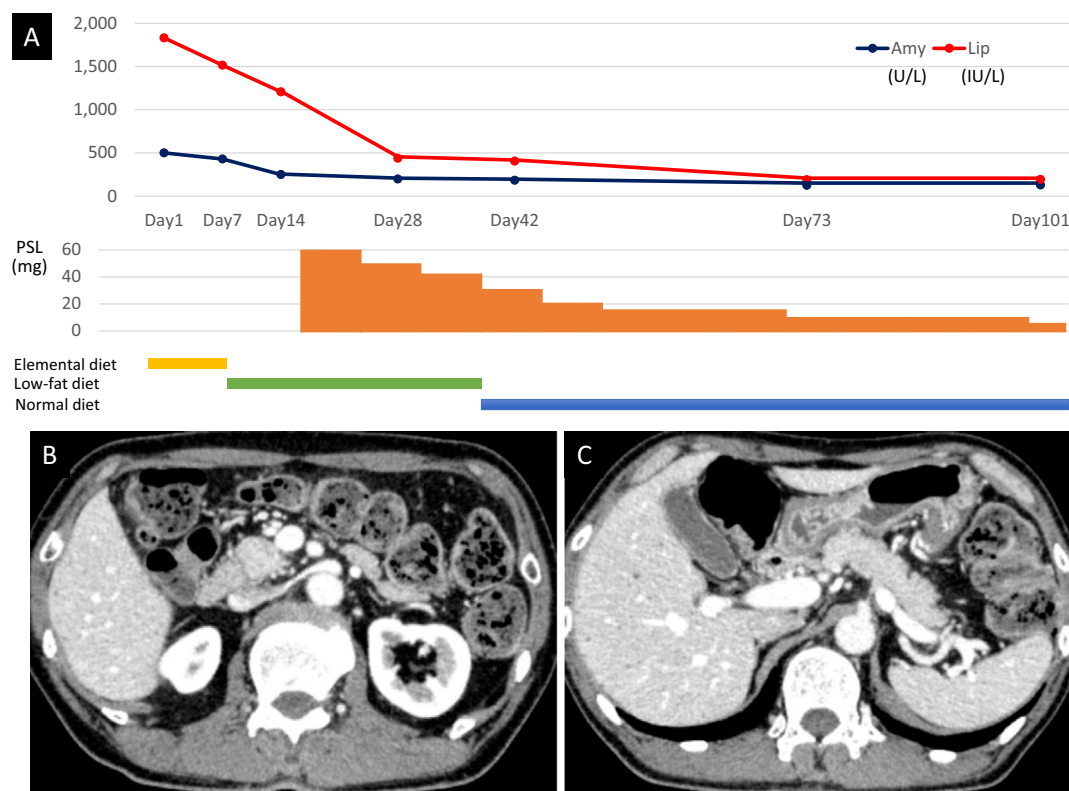 A
2,000
1,500
1,000
500
0
Amy Lip
(U/L) (IU/L)
Day1 Day7 Day14 Day28 Day42 Day73 Day101
PSL
(mg)
60
40
20
0
Elemental diet
Low-fat diet
Normal diet
B C